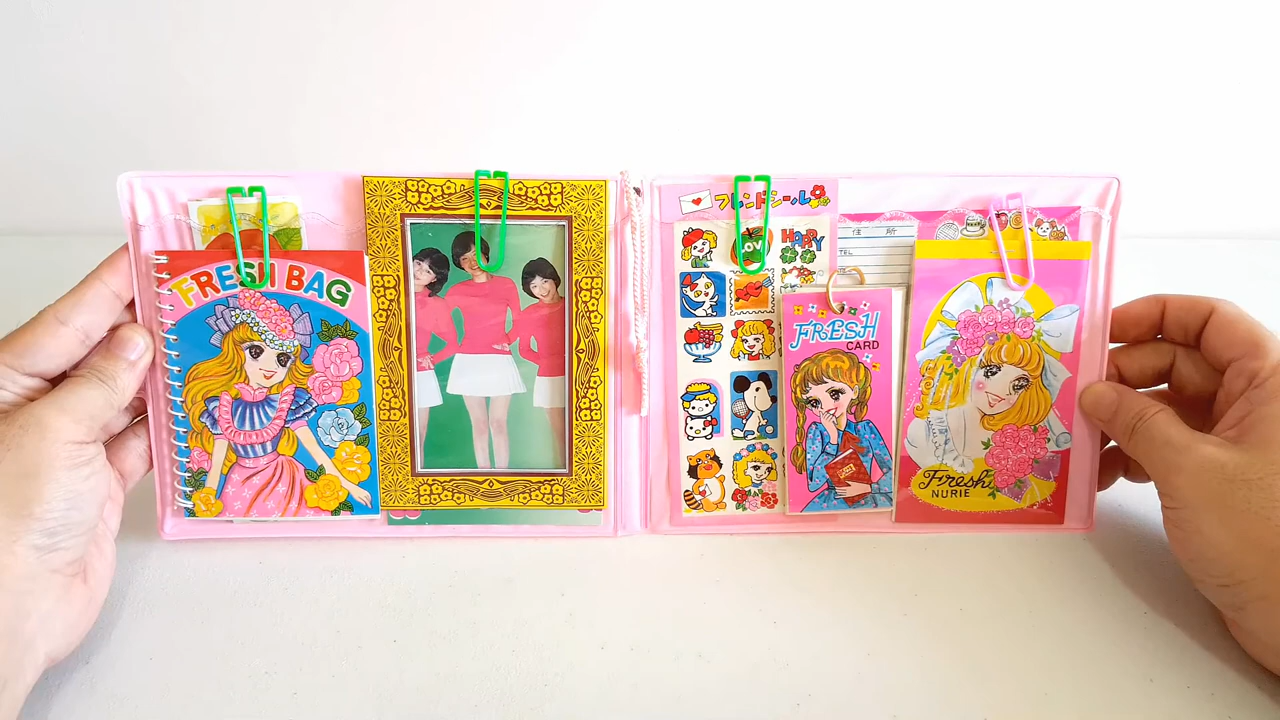 FRESH BAG
フレンドシール
LOVE
HAPPY
住 所
TEL
FRESH
CARD
Fresh
NURIE